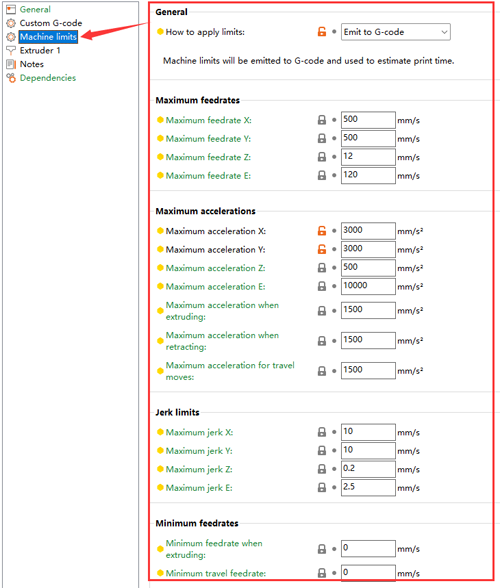 General
Custom G-code
Machine limits
Extruder 1
Notes
Dependencies
General
How to apply limits: Emit to G-code
Machine limits will be emitted to G-code and used to estimate print time.
Maximum feedrates
Maximum feedrate X: 500 mm/s
Maximum feedrate Y: 500 mm/s
Maximum feedrate Z: 12 mm/s
Maximum feedrate E: 120 mm/s
Maximum accelerations
Maximum acceleration X: 3000 mm/s²
Maximum acceleration Y: 3000 mm/s²
Maximum acceleration Z: 500 mm/s²
Maximum acceleration E: 10000 mm/s²
Maximum acceleration when
extruding: 1500 mm/s²
Maximum acceleration when
retracting: 1500 mm/s²
Maximum acceleration for travel
moves: 1500 mm/s²
Jerk limits
Maximum jerk X: 10 mm/s
Maximum jerk Y: 10 mm/s
Maximum jerk Z: 0.2 mm/s
Maximum jerk E: 2.5 mm/s
Minimum feedrates
Minimum feedrate when
extruding: 0 mm/s
Minimum travel feedrate: 0 mm/s